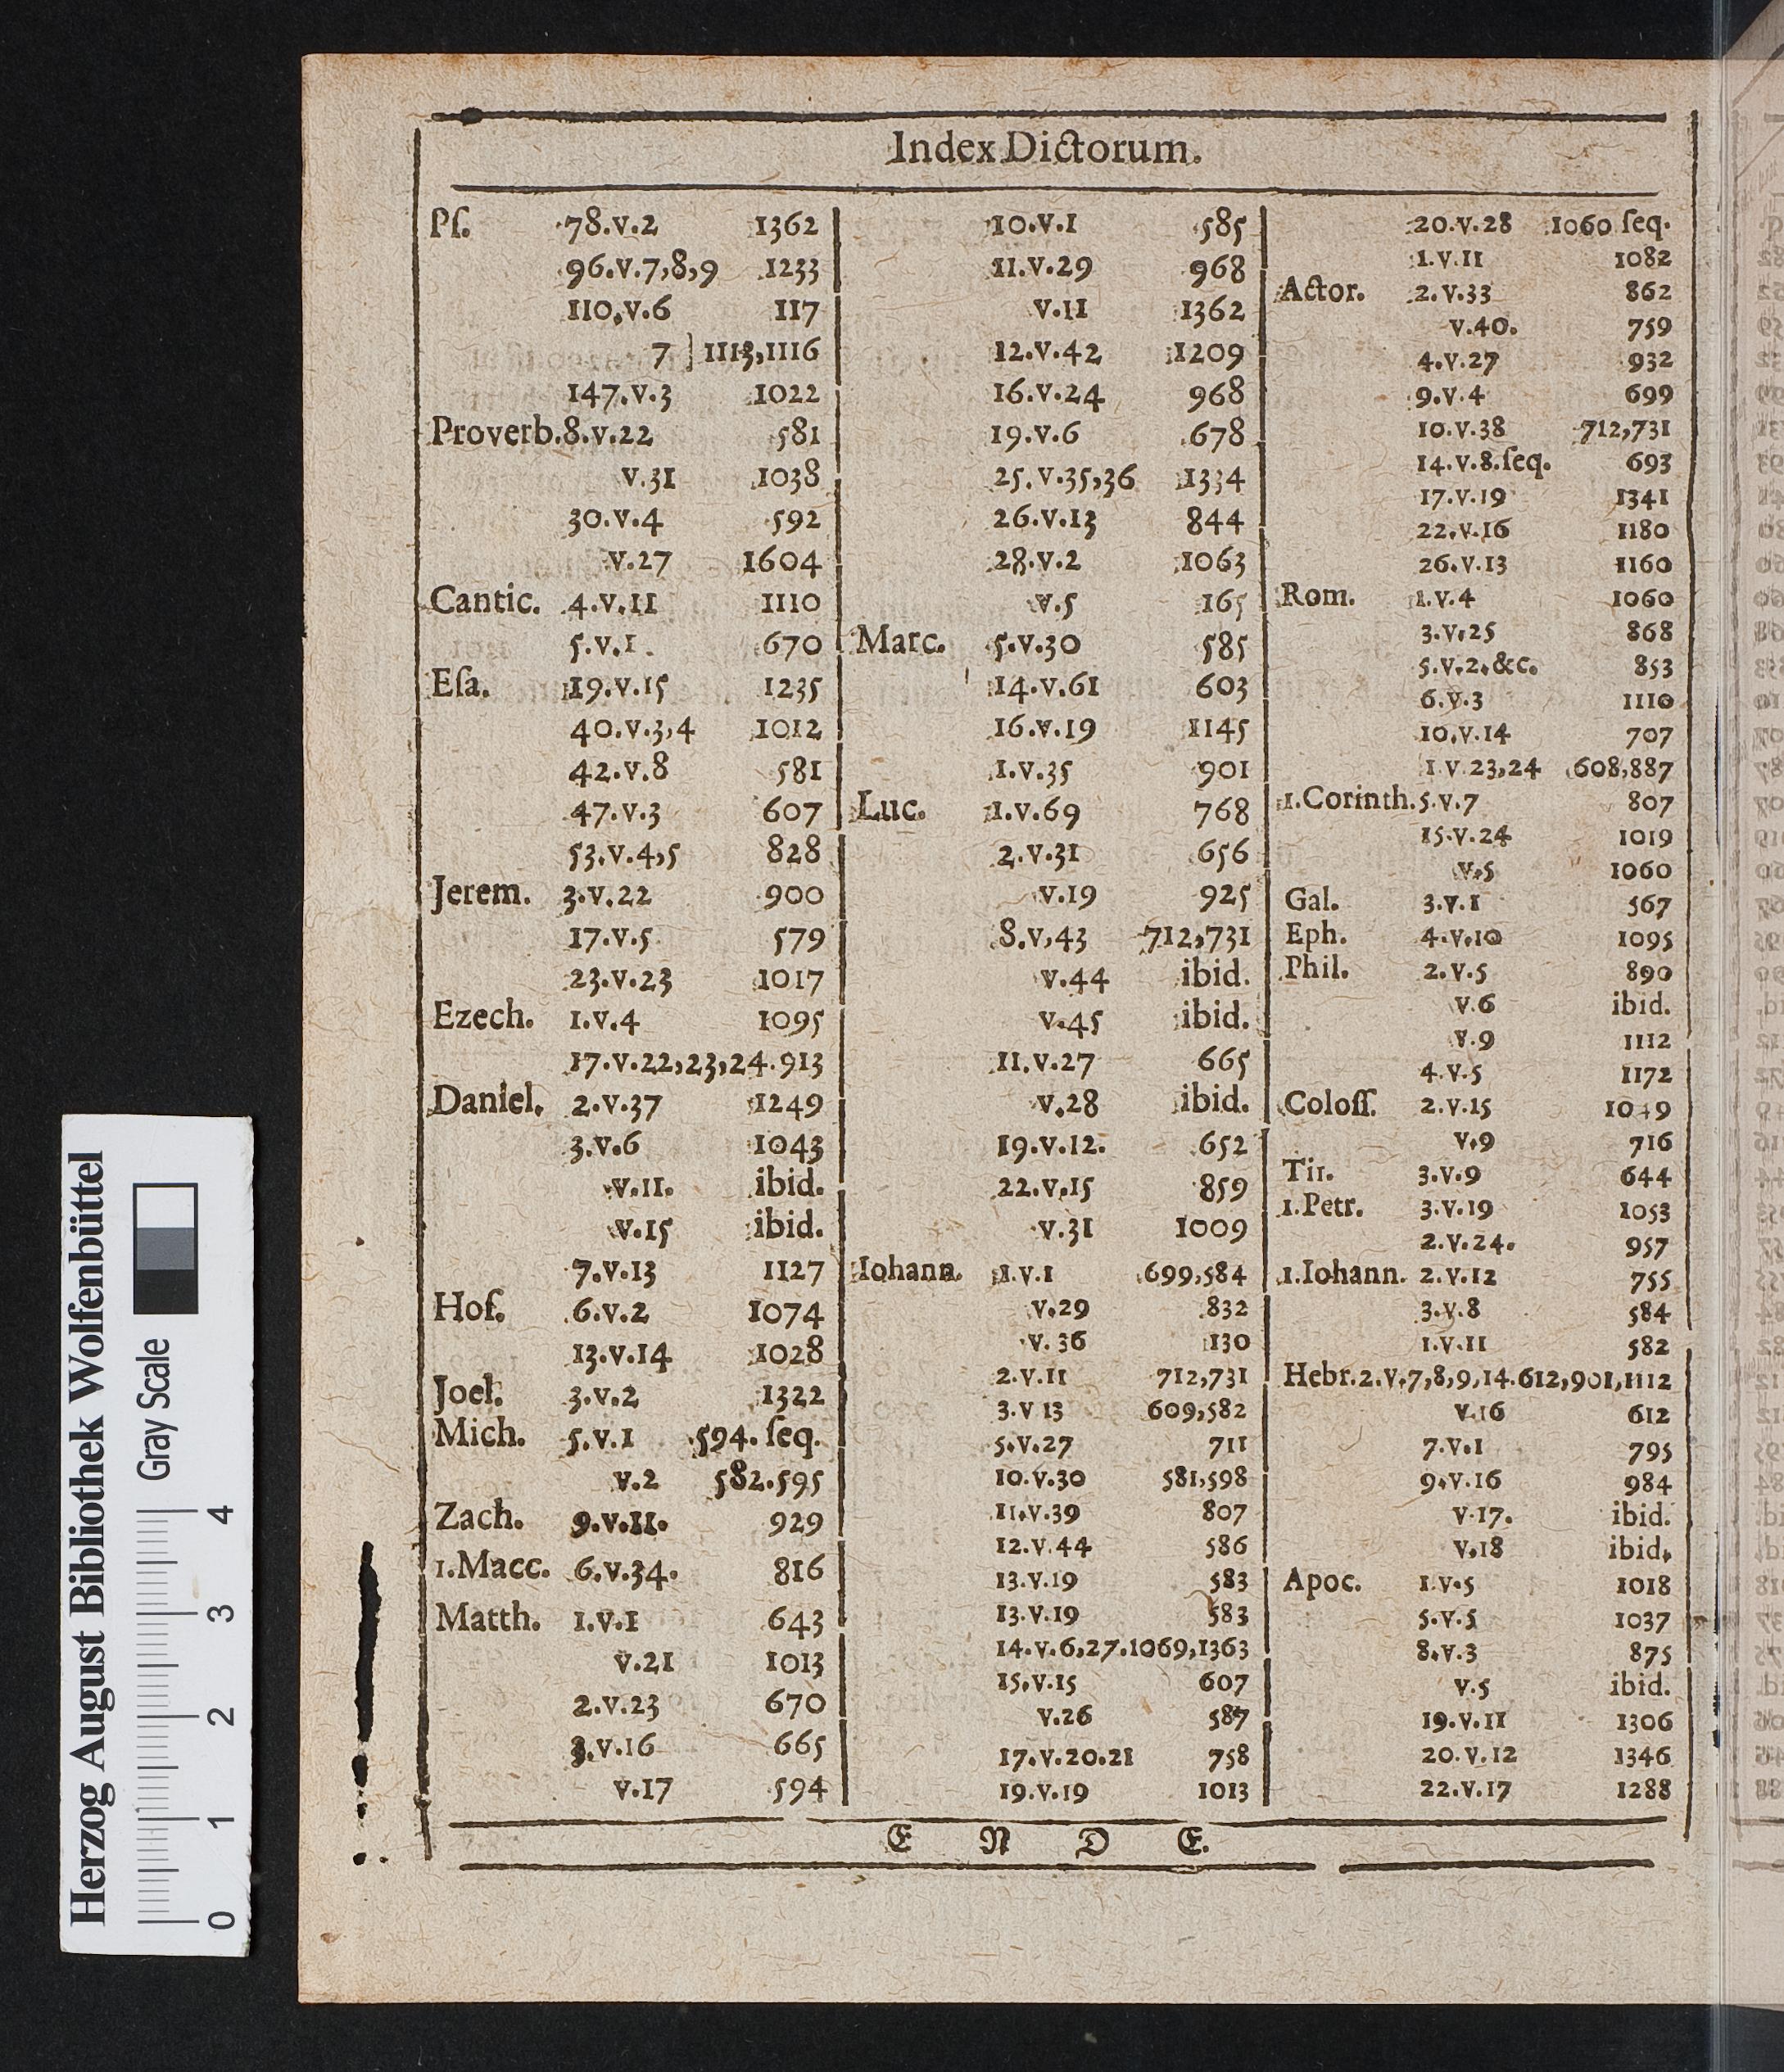 Index Dictorum.
Pſ. 78.v.2 1362
96.v.7,8,9 1233
110.v.6 117
7 ] 1113,1116
147.v.3 1022
Proverb.8.v.22 581
v.31 1038
30.v.4 592
v.27 1604
Cantic. 4.v.11 1110
5.v.1. 670
Eſa. 19.v.15 1235
40.v.3,4 1012
42.v.8 581
47.v.3 607
53.v.4,5 828
Jerem. 3.v.22 900
17.v.5 579
23.v.23 1017
Ezech. 1.v.4 1095
17.v.22,23,24.913
Daniel. 2.v.37 1249
3.v.6 1043
v.11. ibid.
v.15 ibid.
7.v.13 1127
Hoſ. 6.v.2 1074
13.v.14 1028
Joel. 3.v.2 1322
Mich. 5.v.1 594. ſeq.
v.2 582.595
Zach. 9.v.11. 929
1.Macc. 6.v.34. 816
Matth. 1.v.1 643
v.21 1013
2.v.23 670
3.v.16 665
v.17 594
10.v.1 585
11.v.29 968
v.11 1362
12.v.42 1209
16.v.24 968
19.v.6 678
25.v.35,36 1334
26.v.13 844
28.v.2 1063
v.5 165
Marc. 5.v.30 585
14.v.61 603
16.v.19 1145
1.v.35 901
Luc. 1.v.69 768
2.v.31 656
v.19 925
8.v.43 712,731
v.44 ibid.
v.45 ibid.
11.v.27 665
v.28 ibid.
19.v.12. 652
22.v.15 859
v.31 1009
Iohann. 1.v.1 699,584
v.29 832
v. 36 130
2.v.11 712,731
3.v 13 609,582
5.v.27 711
10.v.30 581,598
11.v.39 807
12.v.44 586
13.v.19 583
13.v.19 583
14.v.6,27.1069,1363
15.v.15 607
v.26 587
17.v.20.21 758
19.v.19 1013
20.v.28 1060 ſeq.
1.v.11 1082
Actor. 2.v.33 862
v.40. 759
4.v.27 932
9.v.4 699
10.v.38 712,731
14.v.8.ſeq. 693
17.v.19 1341
22.v.16 1180
26.v.13 1160
Rom. 1.v.4 1060
3.v.25 868
5.v.2.&c. 853
6.v.3 1110
10.v.14 707
1 v 23,24 608,887
1.Corinth.5.v.7 807
15.v.24 1019
v.5 1060
Gal. 3.v.1 567
Eph. 4.v.10 1095
Phil. 2.v.5 890
v.6 ibid.
v.9 1112
4.v.5 1172
Coloſſ. 2.v.15 1049
v.9 716
Tit. 3.v.9 644
1.Petr. 3.v.19 1053
2.v.24. 957
1.Iohann. 2.v.12 755
3.v.8 584
1.v.11 582
Hebr.2.v.7,8,9,14.612,901,1112
v.16 612
7.v.1 795
9.v.16 984
v.17. ibid.
v.18 ibid.
Apoc. 1.v.5 1018
5.v.5 1037
8.v.3 875
v.5 ibid.
19.v.11 1306
20.v.12 1346
22.v.17 1288
E N D E.
Herzog August Bibliothek Wolfenbüttel
Gray Scale
0 1 2 3 4